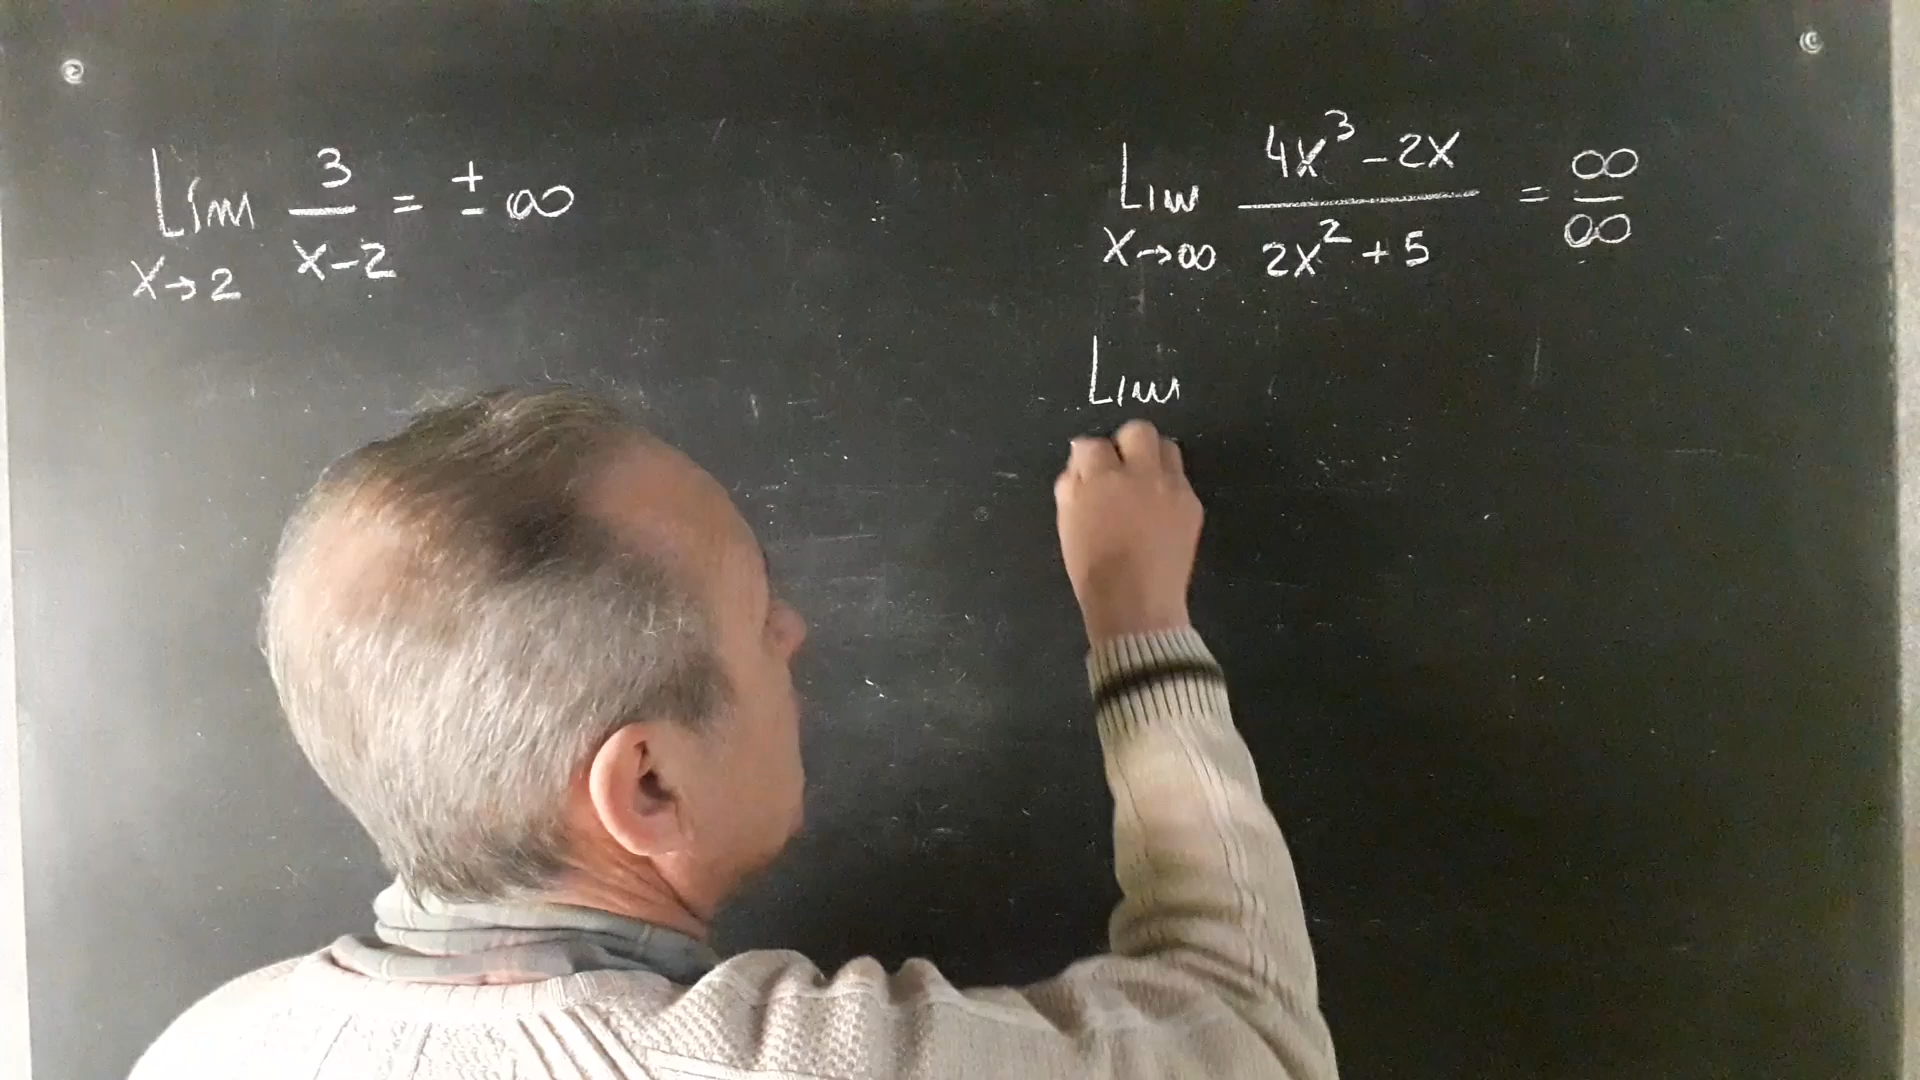 Lim 3/x-2 = ± ∞
x→2
Lim 4x³-2x/2x²+5 = ∞/∞
x→∞
Lim